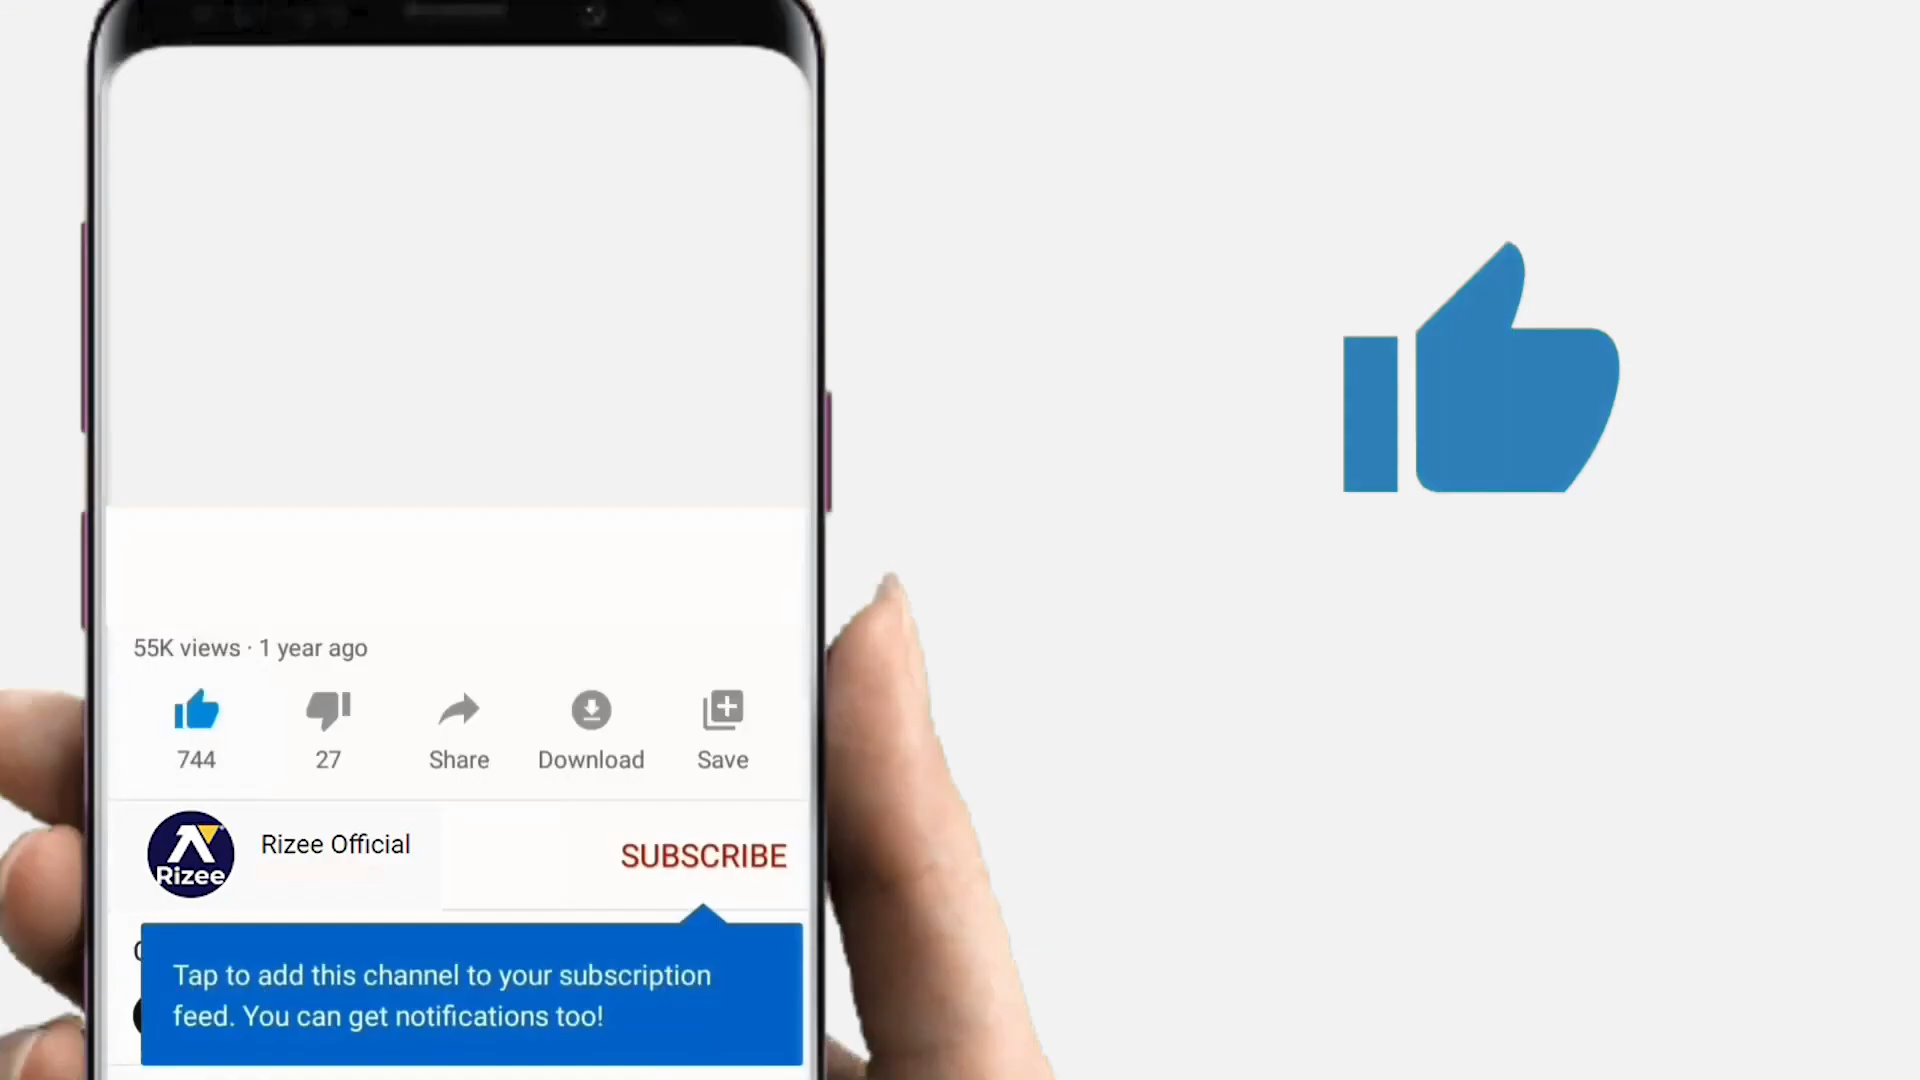 55K views · 1 year ago
744 27 Share Download Save
Rizee
Rizee Official
SUBSCRIBE
Tap to add this channel to your subscription
feed. You can get notifications too!